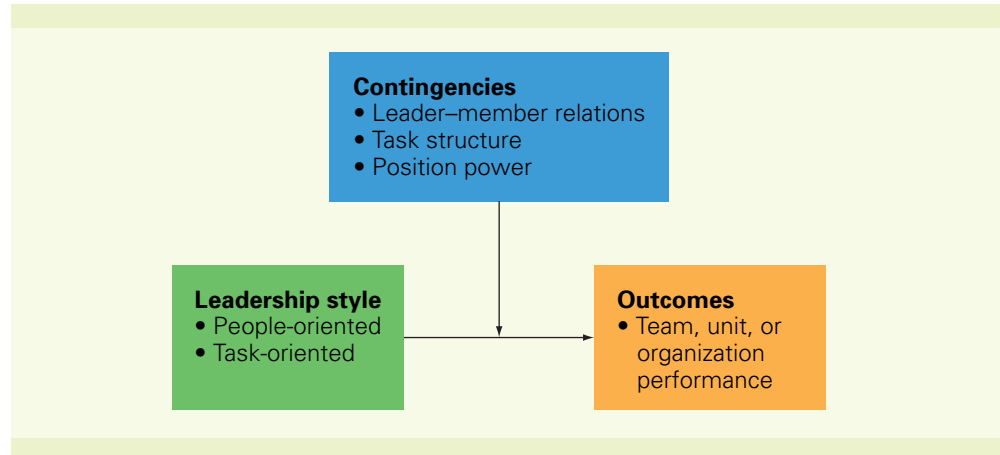 Contingencies
• Leader–member relations
• Task structure
• Position power
Leadership style
• People-oriented
• Task-oriented
Outcomes
• Team, unit, or
organization
performance